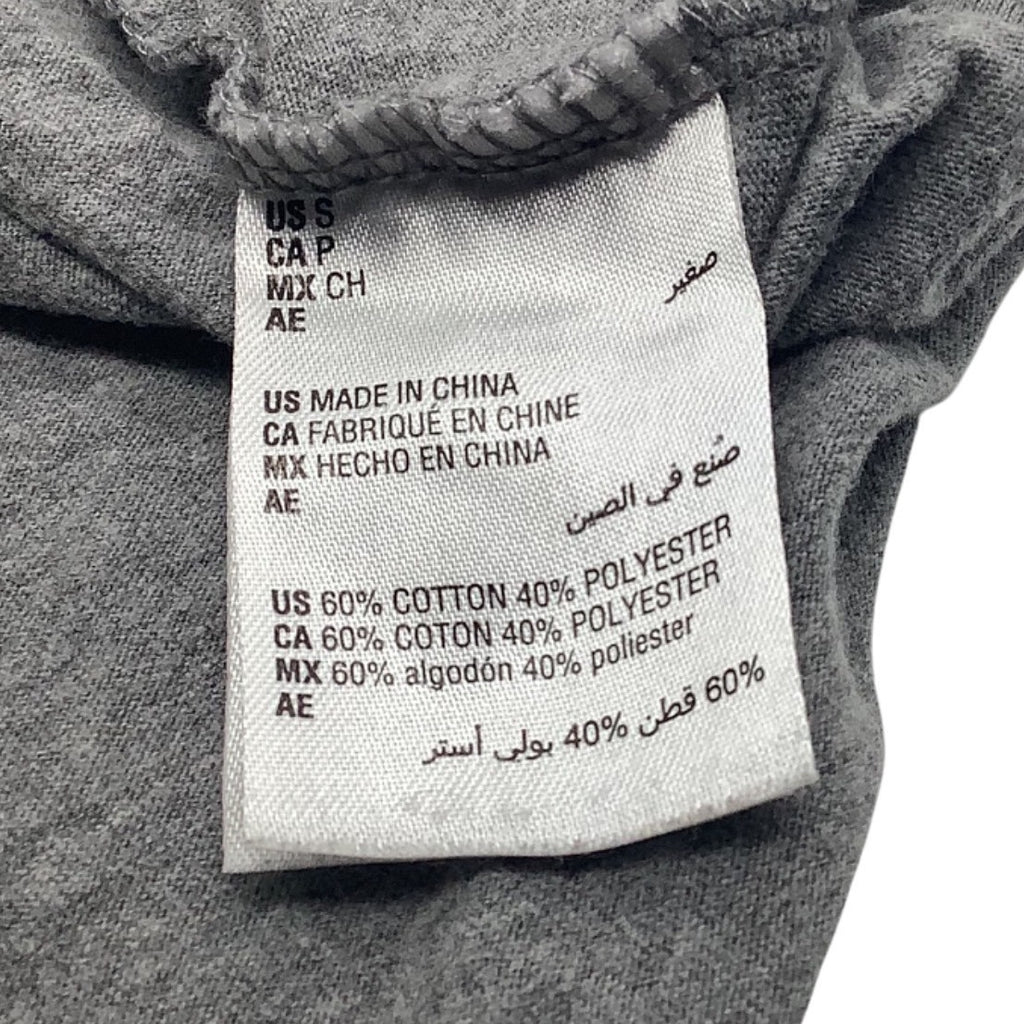 US S
CA P
MX CH
AE
صغير
US MADE IN CHINA
CA FABRIQUÉ EN CHINE
MX HECHO EN CHINA
AE
صُنع في الصين
US 60% COTTON 40% POLYESTER
CA 60% COTON 40% POLYESTER
MX 60% algodón 40% poliester
AE
60% قطن 40% بولي أستر